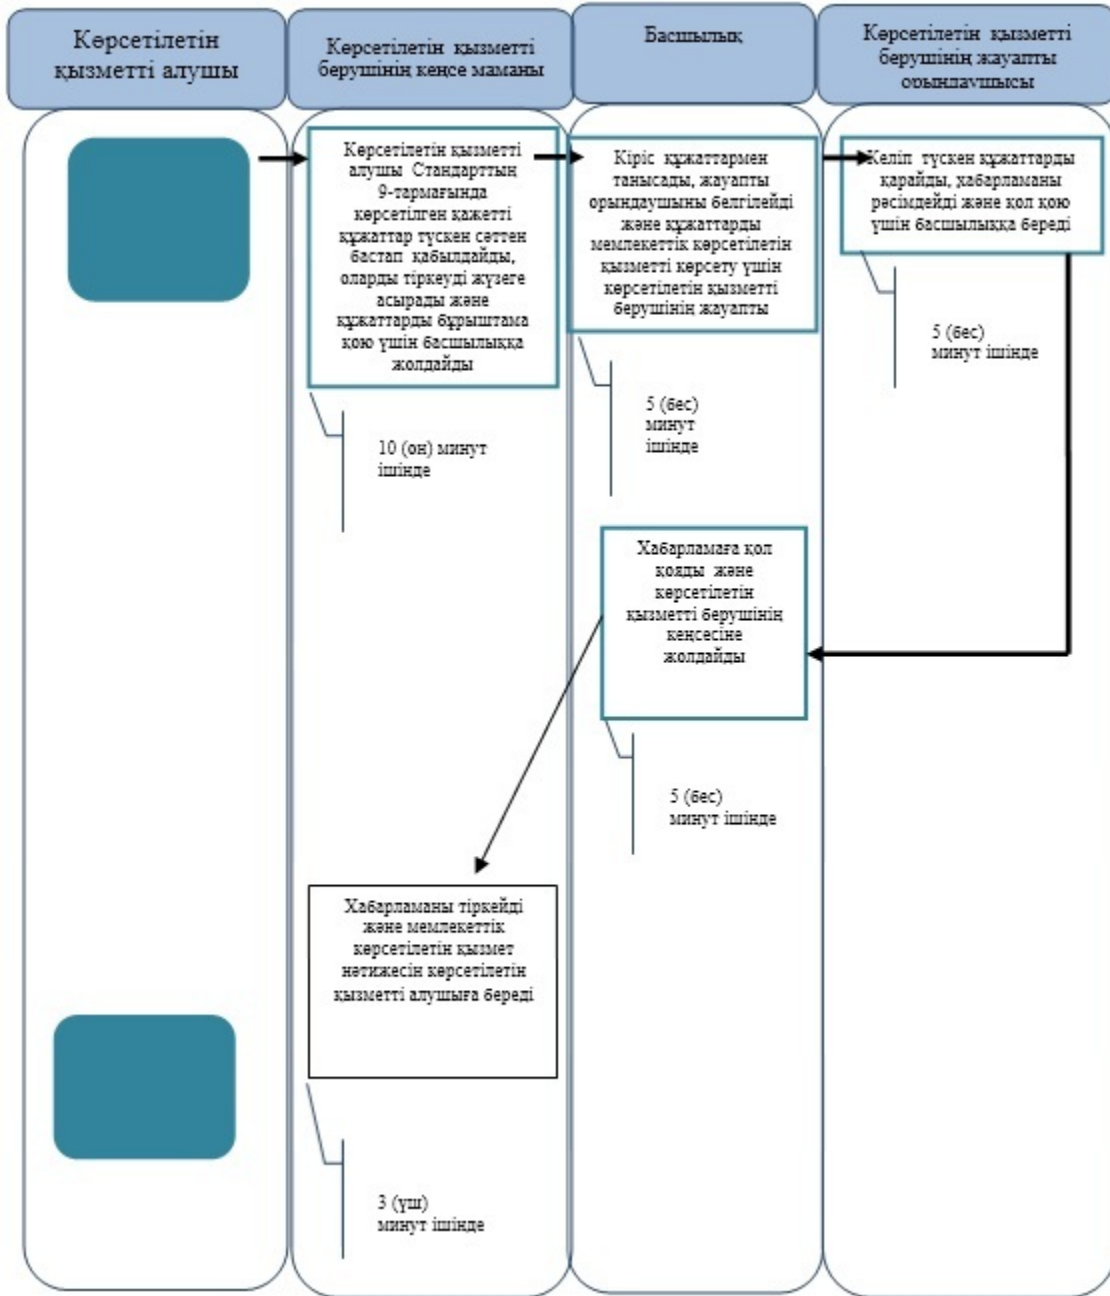 Көрсетілетін
қызметті алушы
Көрсетілетін қызметті
берушінің кеңсе маманы
Басшылық
Көрсетілетін қызметті
берушінің жауапты
орындаушысы
Көрсетілетін қызметті
алушы Стандарттың
9-тармағында
көрсетілген қажетті
құжаттар түскен сәттен
бастап қабылдайды,
оларды тіркеуді жүзеге
асырады және
құжаттарды бұрыштама
қою үшін басшылыққа
жолдайды
Кіріс құжаттармен
танысады, жауапты
орындаушыны белгілейді
және құжаттарды
мемлекеттік көрсетілетін
қызметті көрсету үшін
көрсетілетін қызметті
берушінің жауапты
Келіп түскен құжаттарды
қарайды, хабарламаны
рәсімдейді және қол қою
үшін басшылыққа береді
10 (он) минут
ішінде
5 (бес)
минут
ішінде
5 (бес)
минут ішінде
Хабарламаға қол
қояды және
көрсетілетін
қызметті берушінің
кеңсесіне
жолдайды
5 (бес)
минут ішінде
Хабарламаны тіркейді
және мемлекеттік
көрсетілетін қызмет
нәтижесін көрсетілетін
қызметті алушыға береді
3 (үш)
минут ішінде